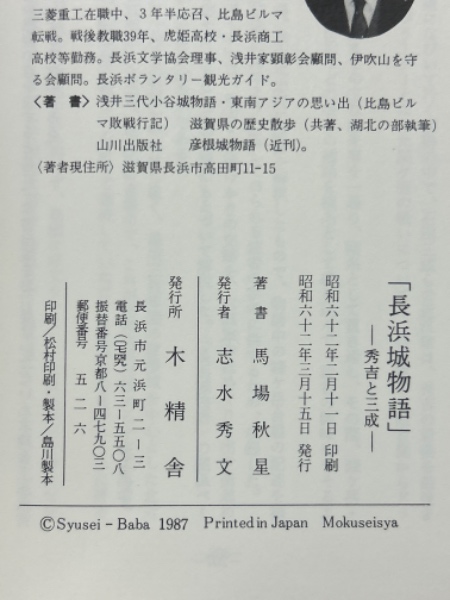 三菱重工在職中、３年半応召、比島ビルマ
転戦。戦後教職39年、虎姫高校・長浜商工
高校等勤務。長浜文学協会理事、浅井家顕彰会顧問、伊吹山を守
る会顧問。長浜ボランタリー観光ガイド。
〈著　書〉浅井三代小谷城物語・東南アジアの思い出（比島ビル
マ敗戦行記）　滋賀県の歴史散歩（共著、湖北の部執筆）
山川出版社　彦根城物語（近刊）。
〈著者現住所〉滋賀県長浜市高田町11-15
「長浜城物語」
―秀吉と三成―
昭和六十二年二月十一日 印刷
昭和六十二年三月十五日 発行
著　書　馬場秋星
発行者　志水秀文
発行所　木精舎
長浜市元浜町二ー三
電話（〇七四九）六三ー五五〇八
振替番号京都八ー四七九〇三
郵便番号　五二六
印刷／松村印刷・製本／島川製本
©Syusei－Baba 1987　Printed in Japan　Mokuseisya